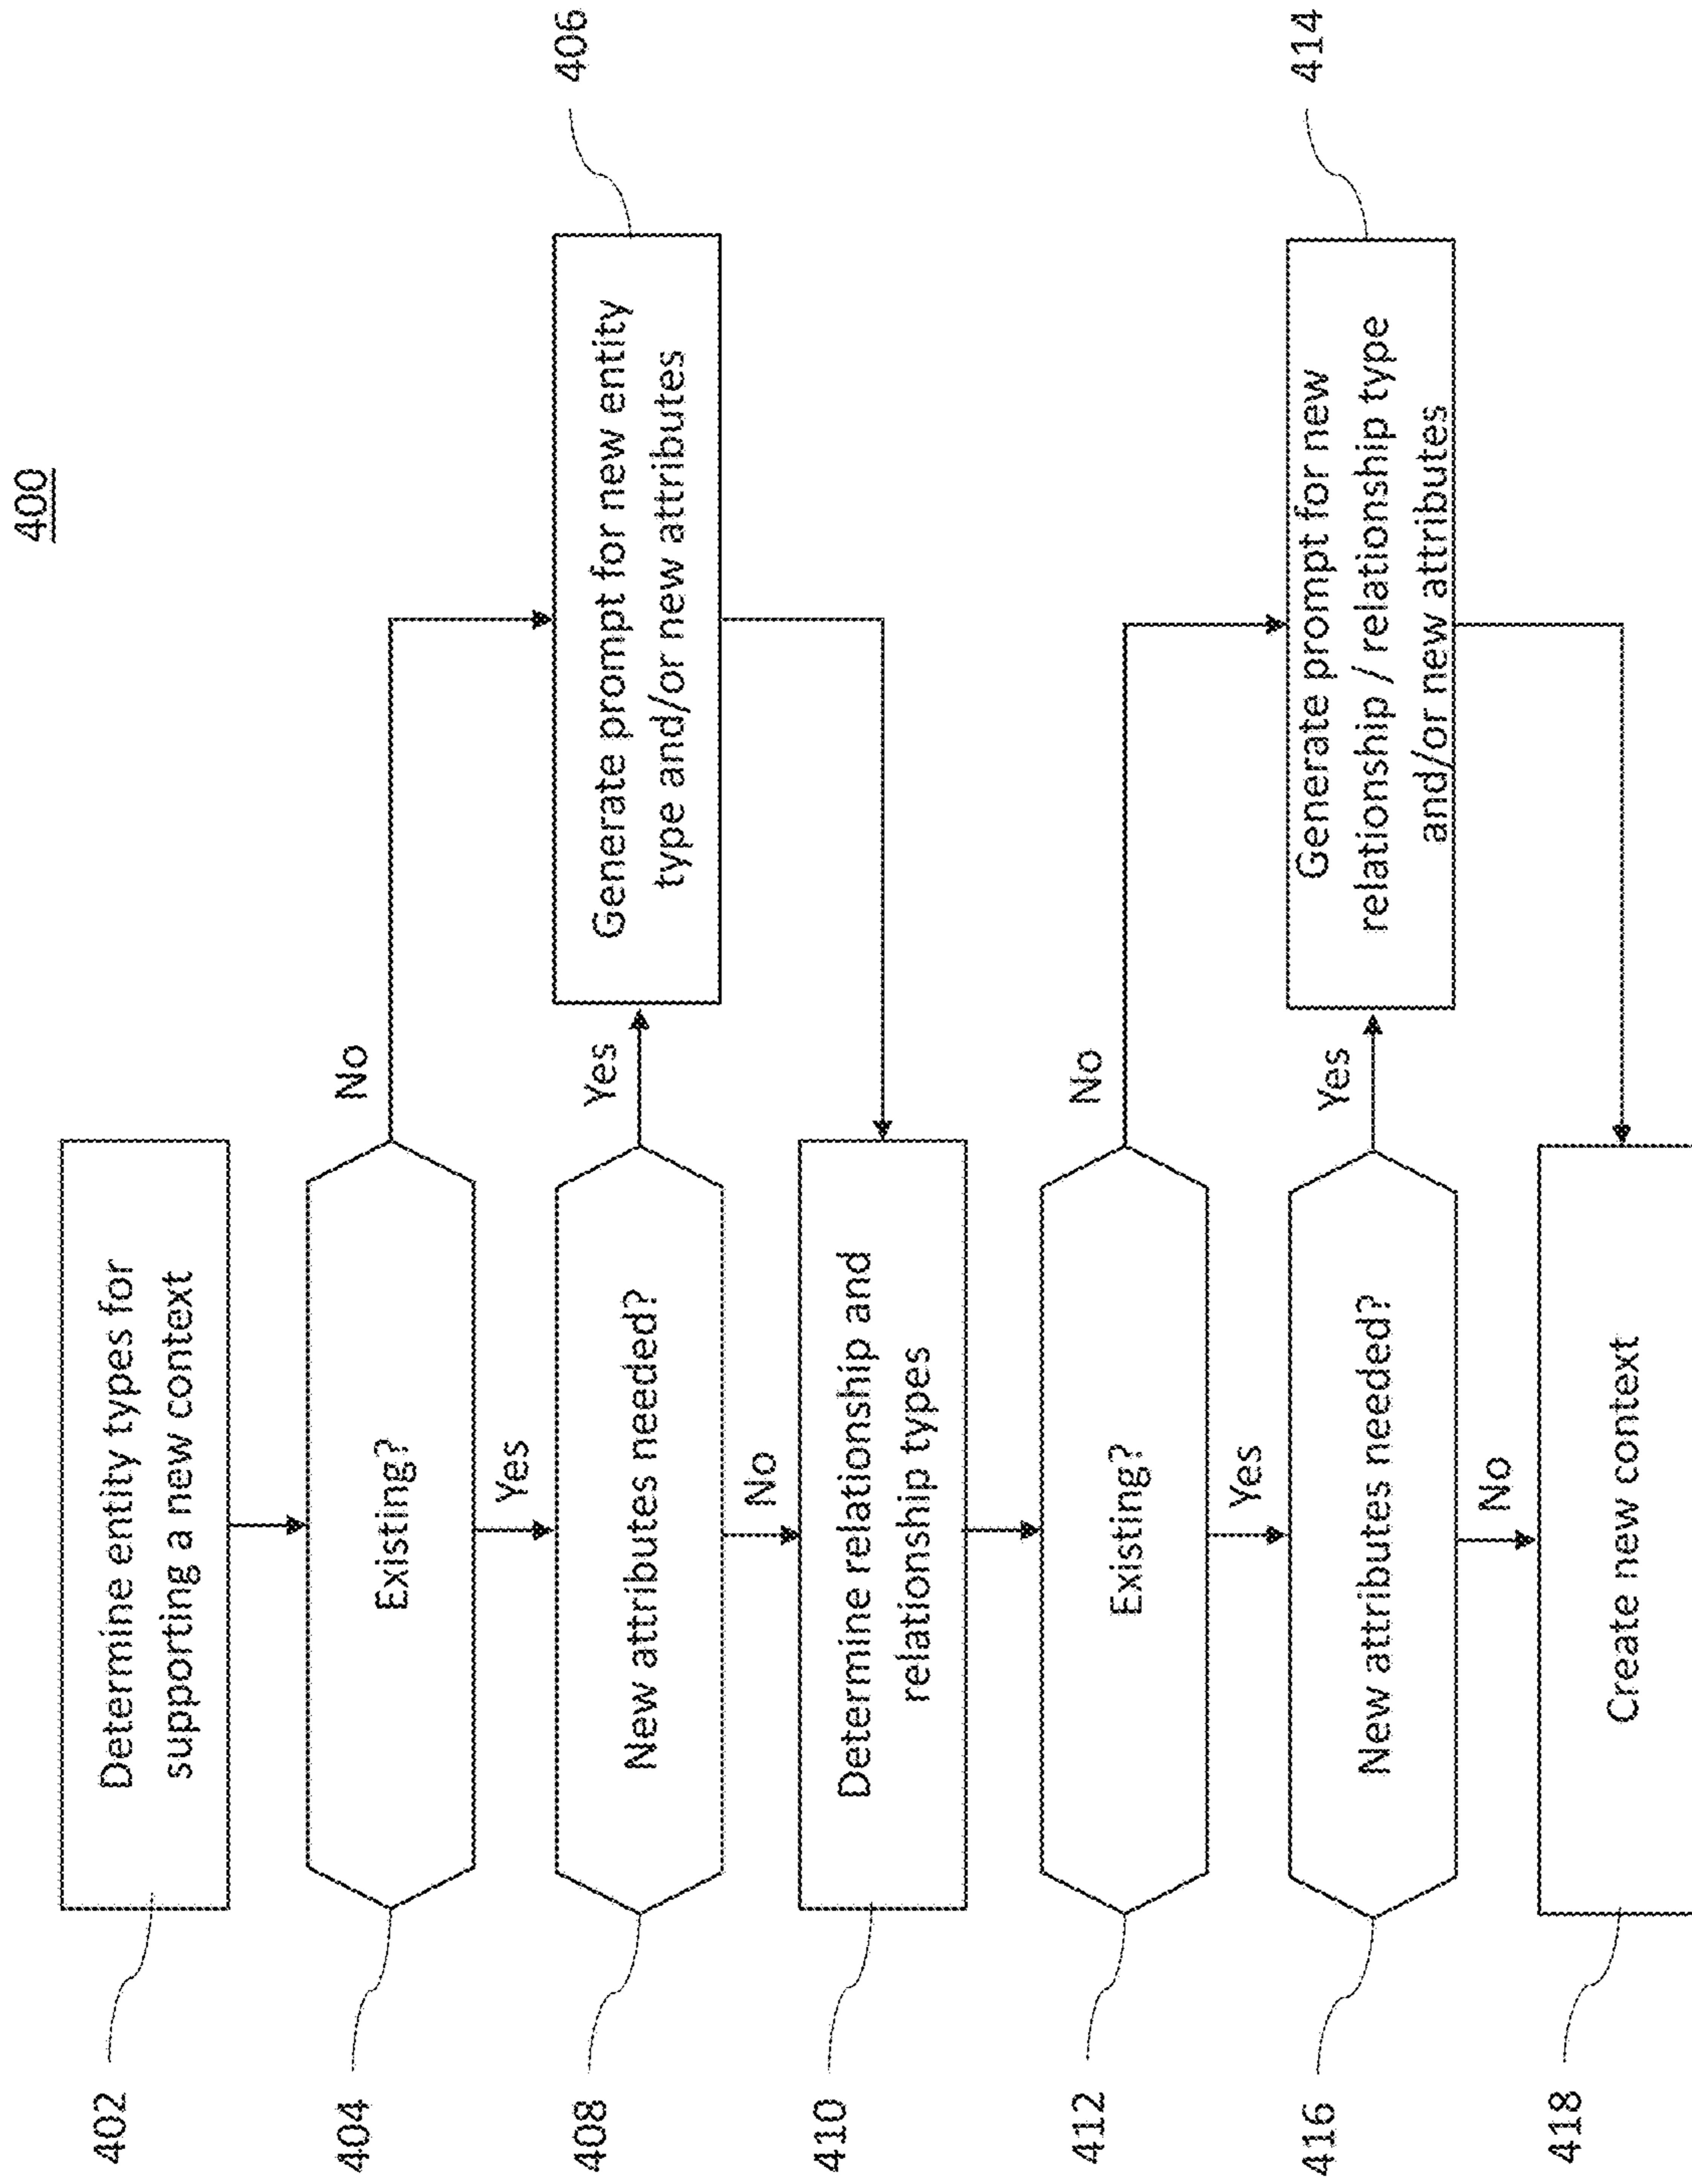 400
402
Determine entity types for
supporting a new context
404
Existing?
No
Yes
406
Generate prompt for new entity
type and/or new attributes
408
New attributes needed?
Yes
No
410
Determine relationship and
relationship types
412
Existing?
No
Yes
414
Generate prompt for new
relationship / relationship type
and/or new attributes
416
New attributes needed?
Yes
No
418
Create new context